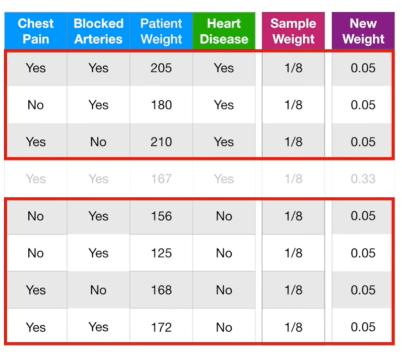 Chest Pain Blocked Arteries Patient Weight Heart Disease Sample Weight New Weight
Yes Yes 205 Yes 1/8 0.05
No Yes 180 Yes 1/8 0.05
Yes No 210 Yes 1/8 0.05
Yes Yes 167 Yes 1/8 0.33
No Yes 156 No 1/8 0.05
No Yes 125 No 1/8 0.05
Yes No 168 No 1/8 0.05
Yes Yes 172 No 1/8 0.05